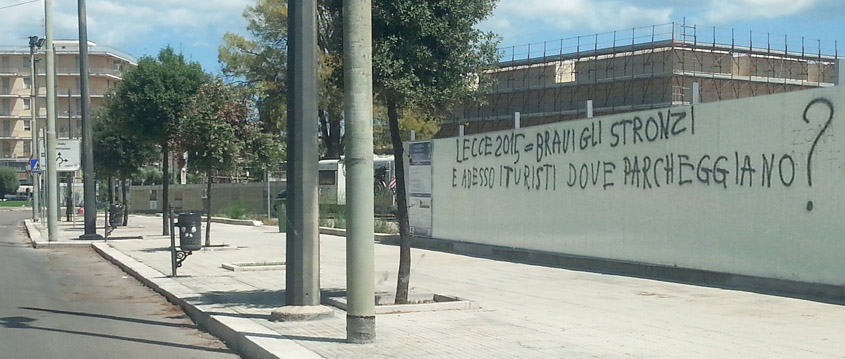 LECCE 2015 = BRAVI GLI STRONZI
E ADESSO I TURISTI DOVE PARCHEGGIANO?